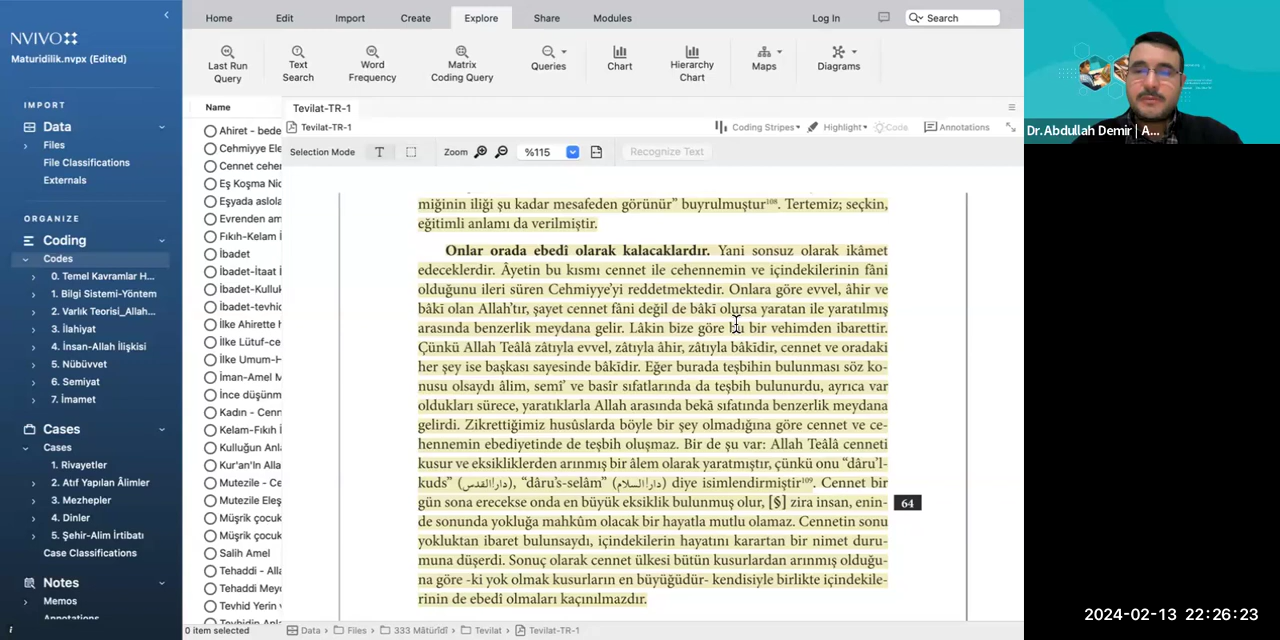 Home Edit Import Create Explore Share Modules Log In Search
NVIVO
Maturidilik.nvpx (Edited)
Last Run Query
Text Search
Word Frequency
Matrix Coding Query
Queries
Chart
Hierarchy Chart
Maps
Diagrams
IMPORT
Data
Files
File Classifications
Externals
ORGANIZE
Coding
Codes
0. Temel Kavramlar H...
1. Bilgi Sistemi-Yöntem
2. Varlık Teorisi_Allah...
3. İlahiyat
4. İnsan-Allah İlişkisi
5. Nübüvvet
6. Semiyat
7. İmamet
Cases
Cases
1. Rivayetler
2. Atıf Yapılan Âlimler
3. Mezhepler
4. Dinler
5. Şehir-Alim İrtibatı
Case Classifications
Notes
Memos
Annotations
Name
Ahiret - bede
Cehmiyye Ele
Cennet cehen
Eş Koşma Nic
Eşyada aslola
Evrenden am
Fıkıh-Kelam İ
İbadet
İbadet-İtaat İ
İbadet-Kulluk
İbadet-tevhic
İlke Ahirette h
İlke Lütuf-ce
İlke Umum-H
İman-Amel M
İnce düşünm
Kadın - Cenn
Kelam-Fıkıh İ
Kulluğun Anla
Kur'an'In Alla
Mutezile - Ce
Mutezile Eleş
Müşrik çocuk
Müşrik çocuk
Salih Amel
Tehaddi - Alla
Tehaddi Meyo
Tevhid Yerin v
Tevhidin Anla
0 item selected
Tevilat-TR-1
Tevilat-TR-1
Coding Stripes Highlight Code Annotations
Selection Mode T Zoom %115 Recognize Text
miğinin iliği şu kadar mesafeden görünür” buyrulmuştur¹⁰⁸. Tertemiz; seçkin,
eğitimli anlamı da verilmiştir.
Onlar orada ebedî olarak kalacaklardır. Yani sonsuz olarak ikâmet
edeceklerdir. Âyetin bu kısmı cennet ile cehennemin ve içindekilerinin fâni
olduğunu ileri süren Cehmiyye’yi reddetmektedir. Onlara göre evvel, âhir ve
bâkî olan Allah’tır, şayet cennet fâni değil de bâkî olursa yaratan ile yaratılmış
arasında benzerlik meydana gelir. Lâkin bize göre bu bir vehimden ibarettir.
Çünkü Allah Teâlâ zâtıyla evvel, zâtıyla âhir, zâtıyla bâkîdir, cennet ve oradaki
her şey ise başkası sayesinde bâkîdir. Eğer burada teşbihin bulunması söz ko-
nusu olsaydı âlim, semî’ ve basîr sıfatlarında da teşbih bulunurdu, ayrıca var
oldukları sürece, yaratıklarla Allah arasında bekā sıfatında benzerlik meydana
gelirdi. Zikrettiğimiz husûslarda böyle bir şey olmadığına göre cennet ve ce-
hennemin ebediyetinde de teşbih oluşmaz. Bir de şu var: Allah Teâlâ cenneti
kusur ve eksikliklerden arınmış bir âlem olarak yaratmıştır, çünkü onu “dâru’l-
kuds” (دار القدس), “dâru’s-selâm” (دار السلام) diye isimlendirmiştir¹⁰⁹. Cennet bir
gün sona erecekse onda en büyük eksiklik bulunmuş olur, [§] zira insan, enin-
de sonunda yokluğa mahkûm olacak bir hayatla mutlu olamaz. Cennetin sonu
yokluktan ibaret bulunsaydı, içindekilerin hayatını karartan bir nimet duru-
muna düşerdi. Sonuç olarak cennet ülkesi bütün kusurlardan arınmış olduğu-
na göre -ki yok olmak kusurların en büyüğüdür- kendisiyle birlikte içindekile-
rinin de ebedî olmaları kaçınılmazdır.
64
Data Files 333 Mâtürîdî Tevilat Tevilat-TR-1
Dr.Abdullah Demir | A...
2024-02-13 22:26:23